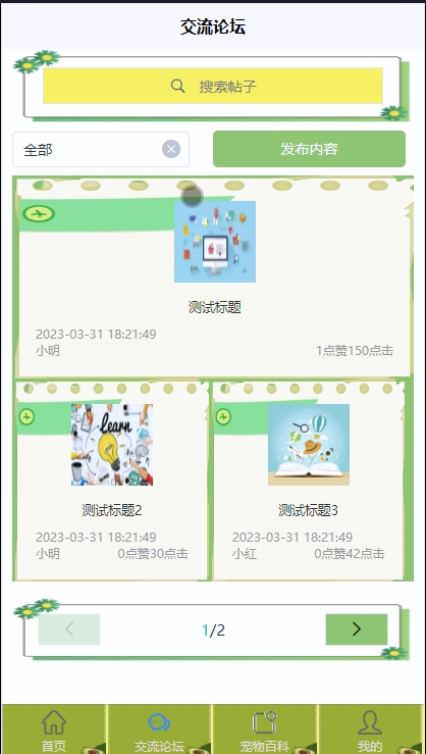 交流论坛
搜索帖子
全部
发布内容
测试标题
2023-03-31 18:21:49
小明
1点赞150点击
learn
测试标题2
2023-03-31 18:21:49
小明
0点赞30点击
测试标题3
2023-03-31 18:21:49
小红
0点赞42点击
1/2
首页
交流论坛
宠物百科
我的